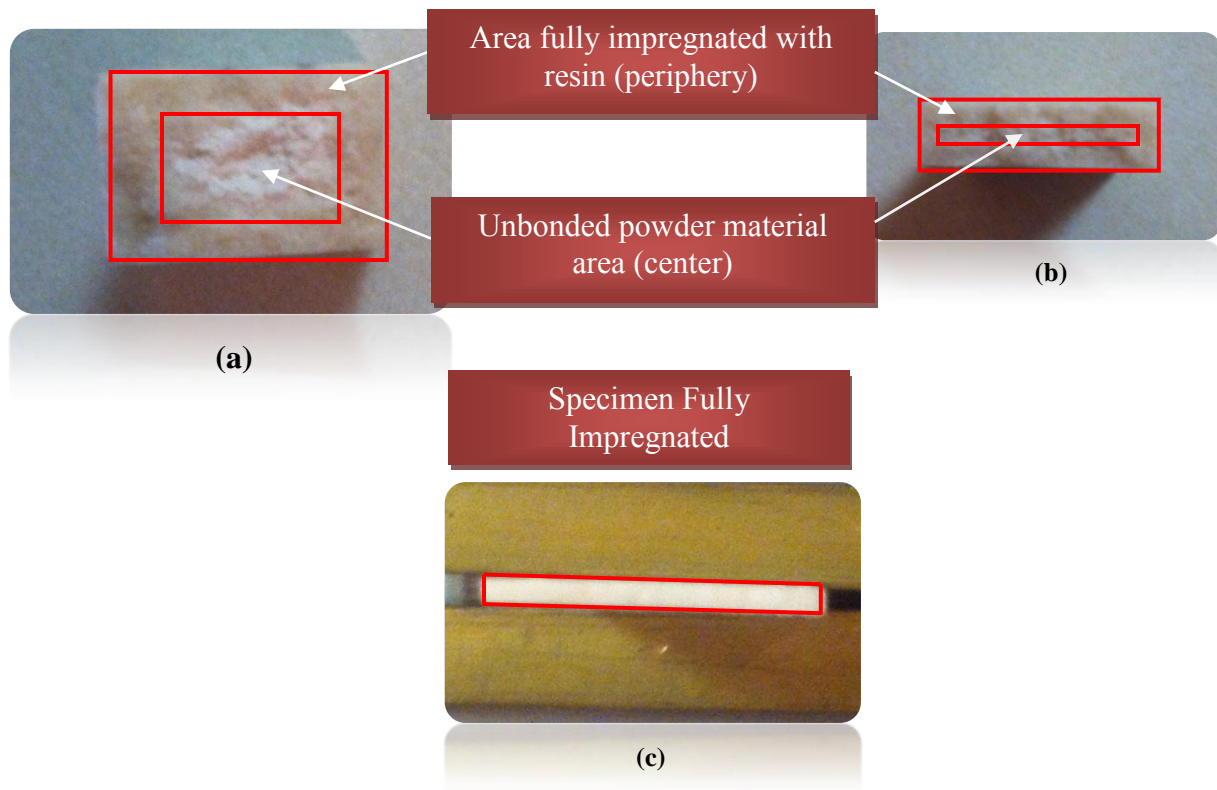 Area fully impregnated with
resin (periphery)
Unbonded powder material
area (center)
(b)
(a)
Specimen Fully
Impregnated
(c)